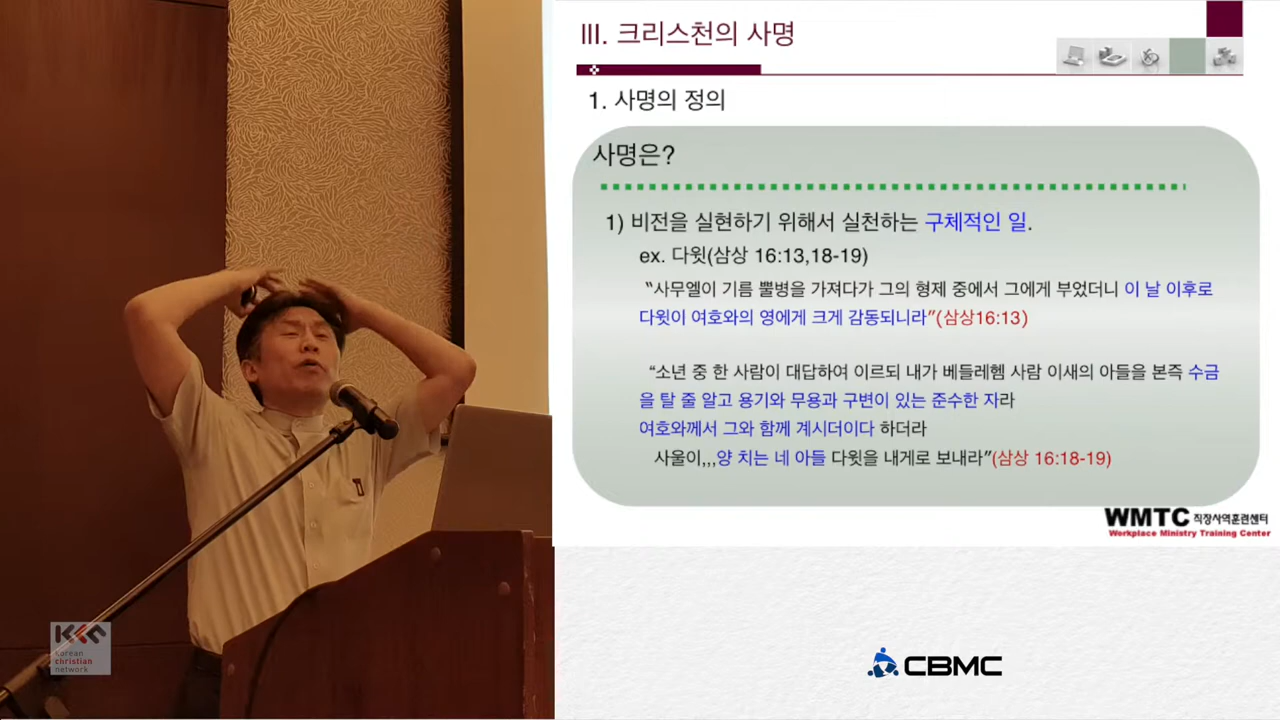 III. 크리스천의 사명
1. 사명의 정의
사명은?
1) 비전을 실현하기 위해서 실천하는 구체적인 일.
ex. 다윗(삼상 16:13,18-19)
“사무엘이 기름 뿔병을 가져다가 그의 형제 중에서 그에게 부었더니 이 날 이후로
다윗이 여호와의 영에게 크게 감동되니라”(삼상16:13)
“소년 중 한 사람이 대답하여 이르되 내가 베들레헴 사람 이새의 아들을 본즉 수금
을 탈 줄 알고 용기와 무용과 구변이 있는 준수한 자라
여호와께서 그와 함께 계시더이다 하더라
사울이,,,양 치는 네 아들 다윗을 내게로 보내라”(삼상 16:18-19)
WMTC 직장사역훈련센터
Workplace Ministry Training Center
CBMC
KCN
korean
christian
network